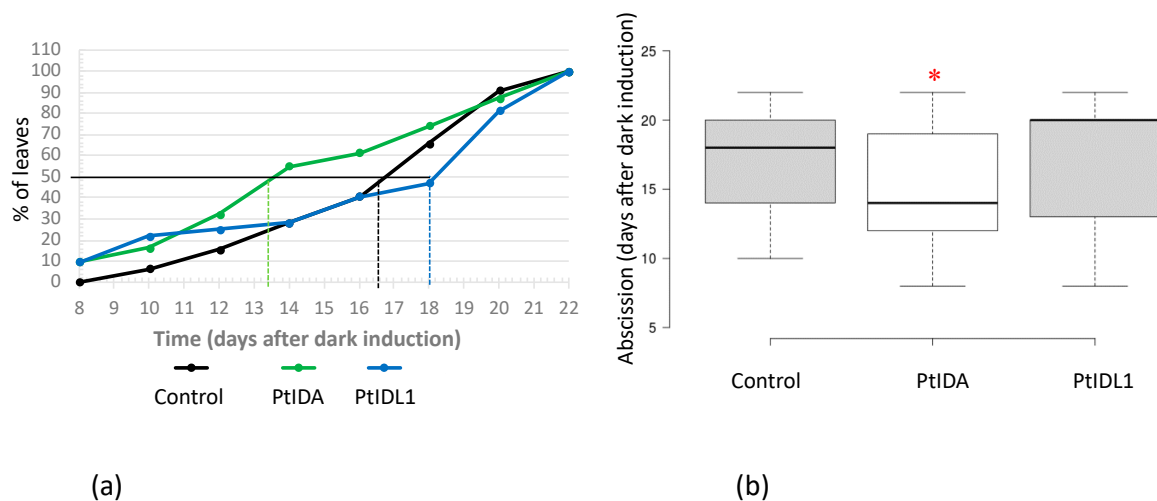 % of leaves
110
100
90
80
70
60
50
40
30
20
10
0
8 9 10 11 12 13 14 15 16 17 18 19 20 21 22
Time (days after dark induction)
Control PtIDA PtIDL1
(a)
Abscission (days after dark induction)
25
20
15
10
5
*
Control PtIDA PtIDL1
(b)